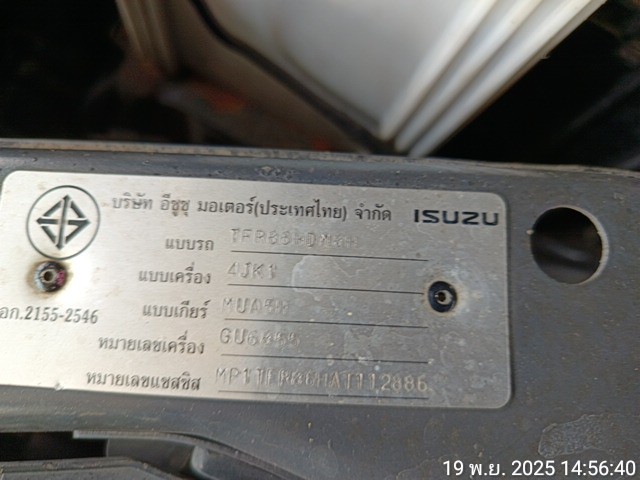 บริษัท อีซูซุ มอเตอร์(ประเทศไทย) จำกัด ISUZU
แบบรถ
แบบเครื่อง 4JK1
แบบเกียร์
มอก.2155-2546
หมายเลขเครื่อง
หมายเลขแชสซิส
19 พ.ย. 2025 14:56:40